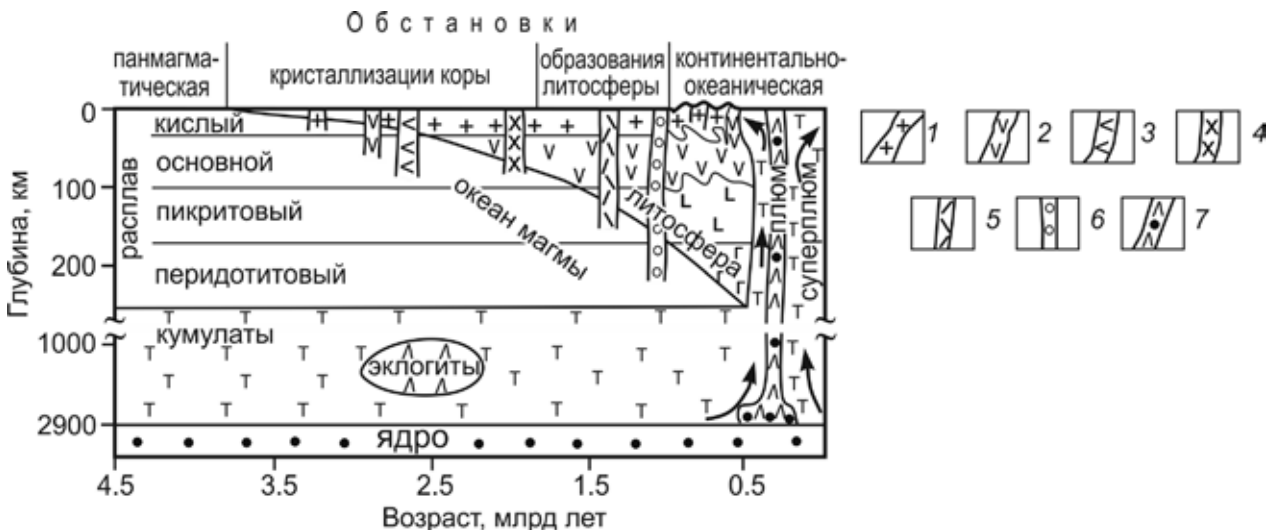 Обстановки
панмагма-
тическая
кристаллизации коры
образования
литосферы
континентально-
океаническая
Глубина, км
0
100
200
1000
2900
расплав
кислый
основной
пикритовый
перидотитовый
океан магмы
литосфера
плюм
суперплюм
кумулаты
эклогиты
ядро
4.5 3.5 2.5 1.5 0.5
Возраст, млрд лет
1 2 3 4
5 6 7